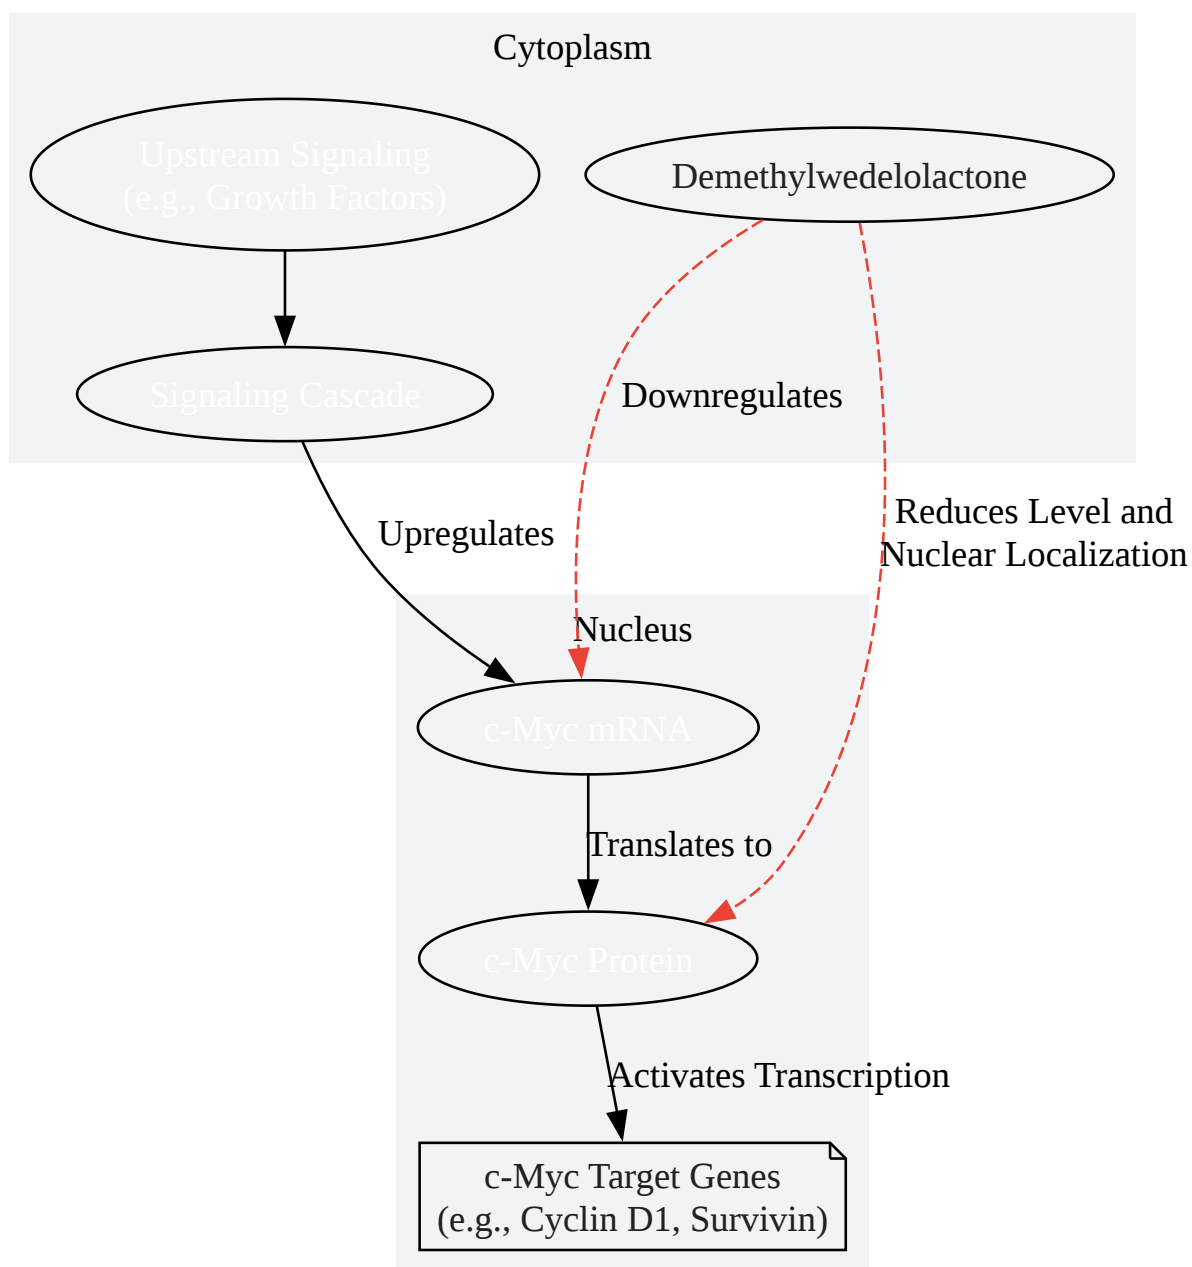 Cytoplasm
Upstream Signaling
(e.g., Growth Factors)
Demethylwedelolactone
Signaling Cascade
Downregulates
Upregulates
Reduces Level and
Nuclear Localization
Nucleus
c-Myc mRNA
Translates to
c-Myc Protein
Activates Transcription
c-Myc Target Genes
(e.g., Cyclin D1, Survivin)